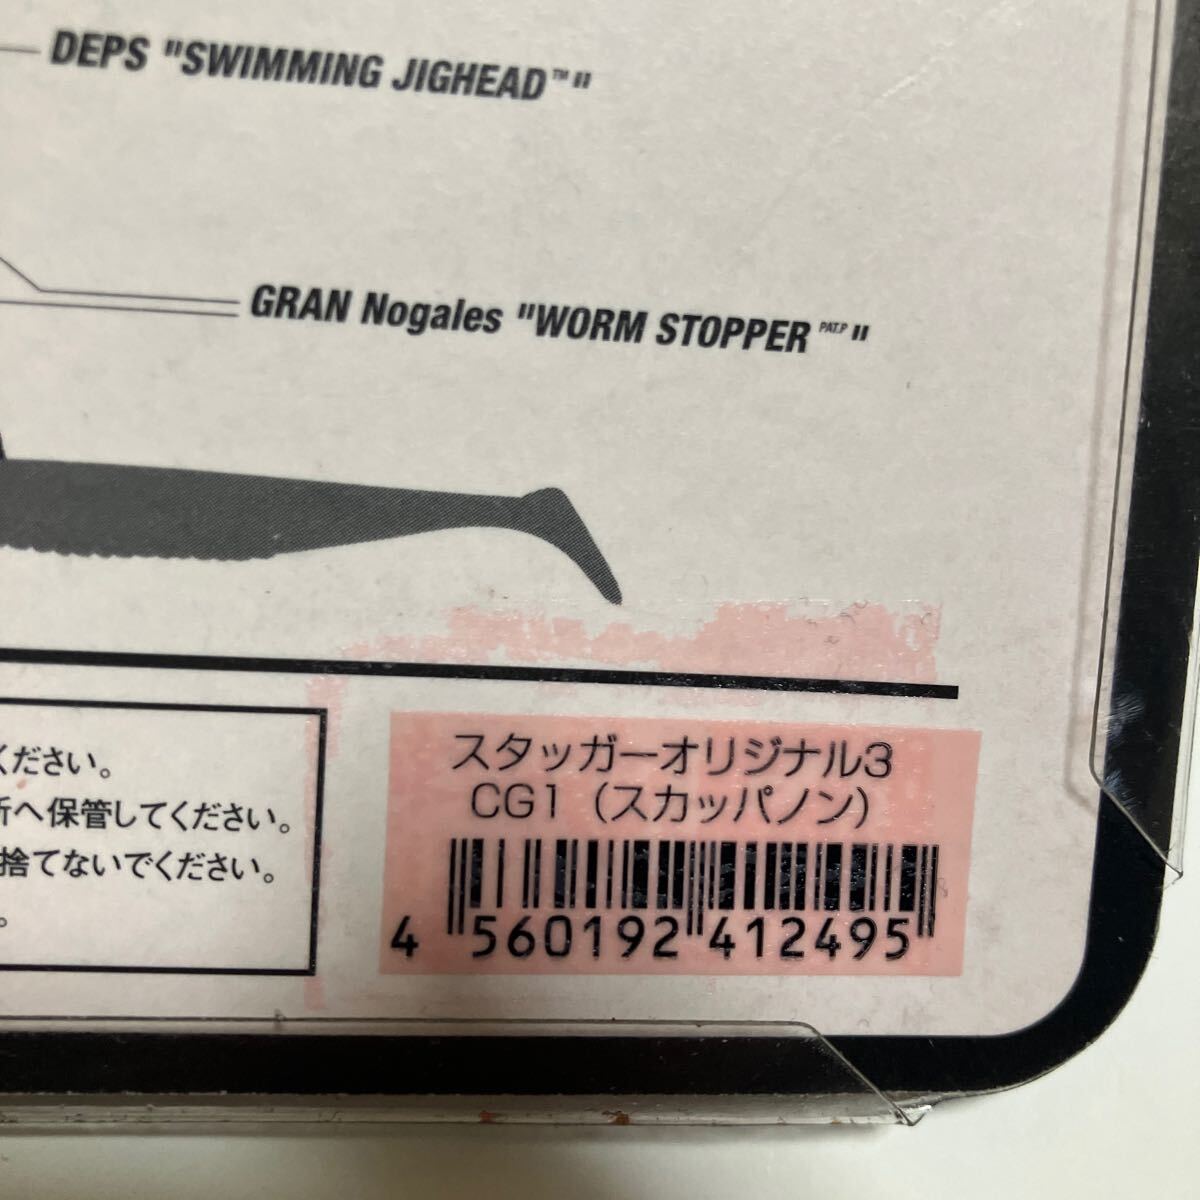 DEPS "SWIMMING JIGHEAD™"
GRAN Nogales "WORM STOPPER PAT.P"
ください。
所へ保管してください。
捨てないでください。
。
スタッガーオリジナル3
CG1（スカッパノン）
4 560192 412495